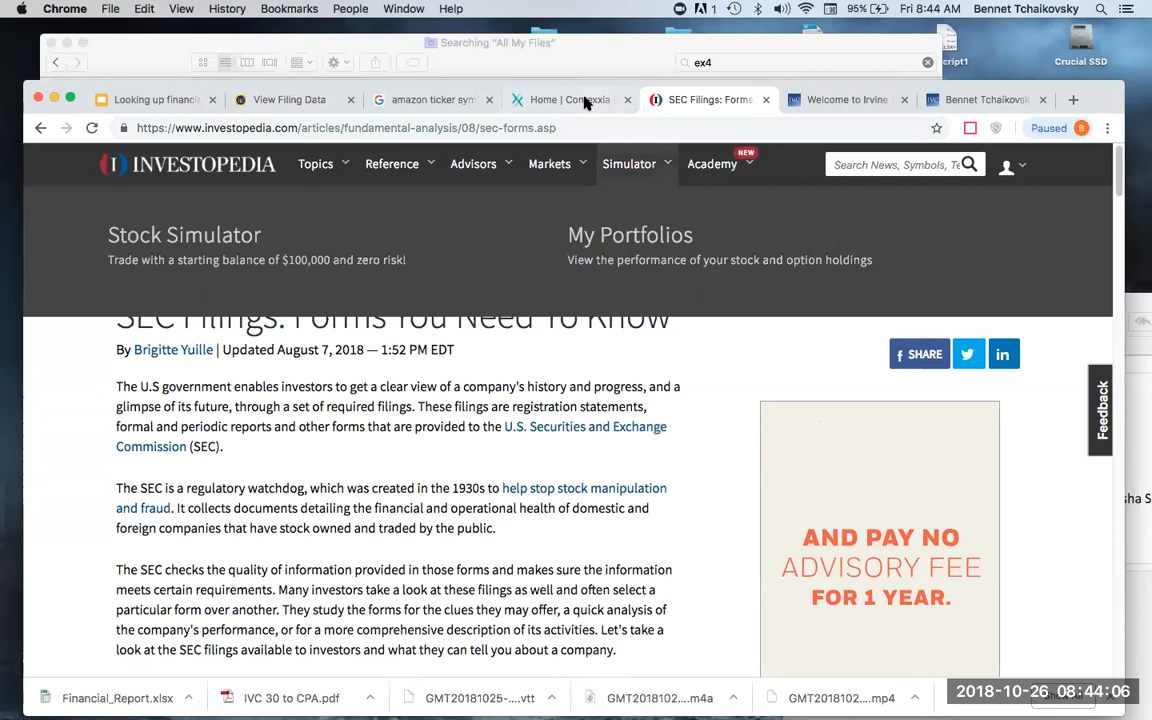 Chrome File Edit View History Bookmarks People Window Help 1 95% Fri 8:44 AM Bennet Tchaikovsky
Searching "All My Files"
ex4
cript1
Crucial SSD
Looking up financi
View Filing Data
amazon ticker sym
Home | Con exxia
SEC Filings: Forms
Welcome to Irvine
Bennet Tchaikovsk
https://www.investopedia.com/articles/fundamental-analysis/08/sec-forms.asp
Paused B
INVESTOPEDIA Topics Reference Advisors Markets Simulator Academy NEW
Search News, Symbols, Te
Stock Simulator
Trade with a starting balance of $100,000 and zero risk!
My Portfolios
View the performance of your stock and option holdings
SEC Filings: Forms You Need To Know
By Brigitte Yuille | Updated August 7, 2018 — 1:52 PM EDT
SHARE
The U.S government enables investors to get a clear view of a company's history and progress, and a
glimpse of its future, through a set of required filings. These filings are registration statements,
formal and periodic reports and other forms that are provided to the U.S. Securities and Exchange
Commission (SEC).
The SEC is a regulatory watchdog, which was created in the 1930s to help stop stock manipulation
and fraud. It collects documents detailing the financial and operational health of domestic and
foreign companies that have stock owned and traded by the public.
The SEC checks the quality of information provided in those forms and makes sure the information
meets certain requirements. Many investors take a look at these filings as well and often select a
particular form over another. They study the forms for the clues they may offer, a quick analysis of
the company's performance, or for a more comprehensive description of its activities. Let's take a
look at the SEC filings available to investors and what they can tell you about a company.
AND PAY NO
ADVISORY FEE
FOR 1 YEAR.
Feedback
sha S
Financial_Report.xlsx
IVC 30 to CPA.pdf
GMT20181025-....vtt
GMT2018102....m4a
GMT2018102....mp4
2018-10-26 08:44:06